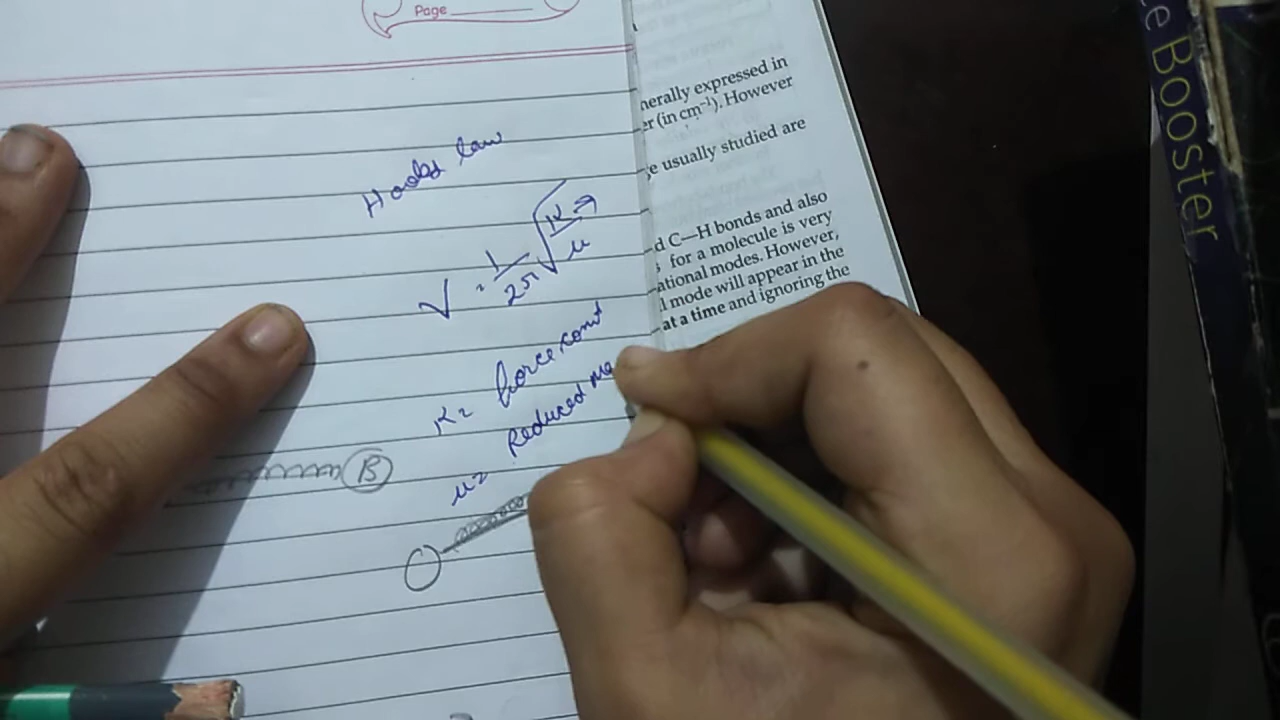 Page
nerally expressed in
er (in cm⁻¹). However
ge usually studied are
d C—H bonds and also
s for a molecule is very
ational modes. However,
l mode will appear in the
at a time and ignoring the
Hooks law
ν = 1/2π √K/μ
K = force const
μ = Reduced Ma
B
Booster